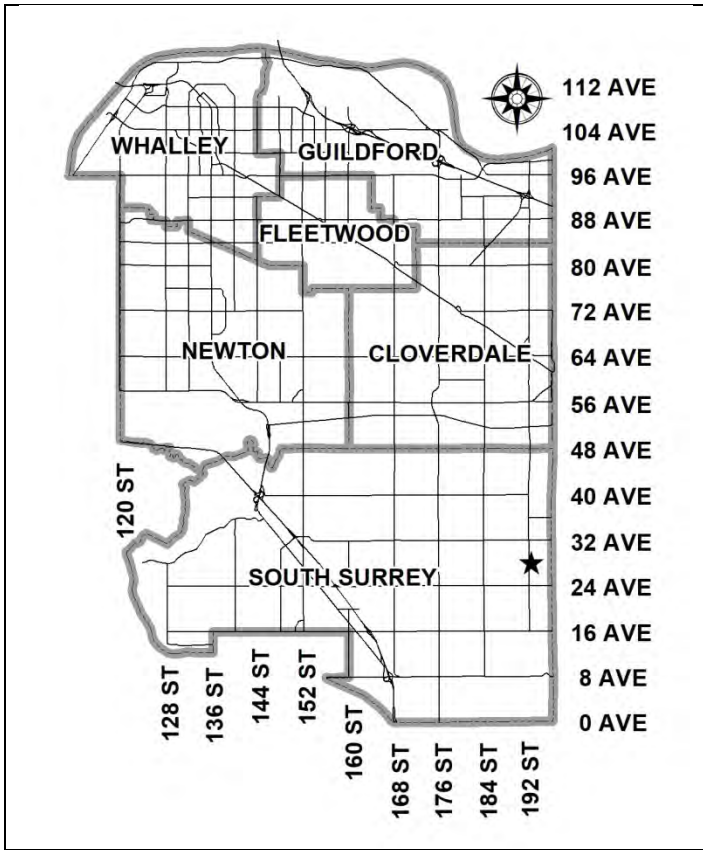 112 AVE
104 AVE
WHALLEY
GUILDFORD
96 AVE
88 AVE
FLEETWOOD
80 AVE
72 AVE
NEWTON
CLOVERDALE
64 AVE
56 AVE
48 AVE
120 ST
40 AVE
32 AVE
SOUTH SURREY
24 AVE
16 AVE
8 AVE
0 AVE
128 ST
136 ST
144 ST
152 ST
160 ST
168 ST
176 ST
184 ST
192 ST